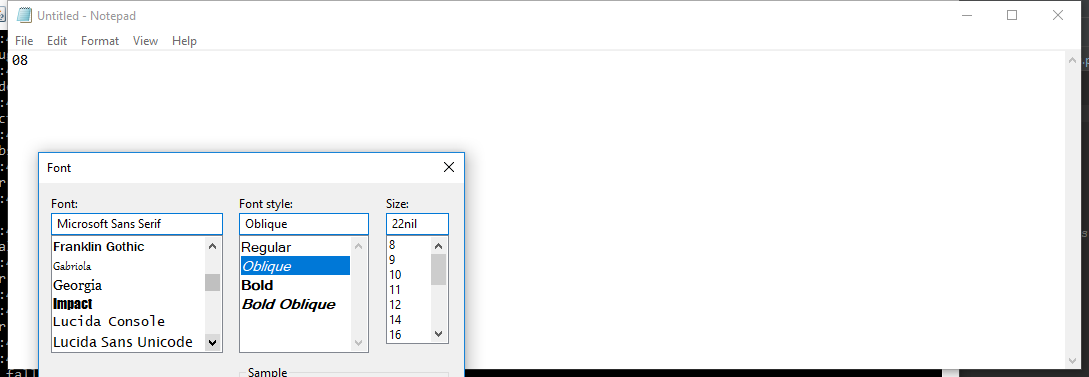 Untitled - Notepad
File Edit Format View Help
08
Font
Font: Font style: Size:
Microsoft Sans Serif Oblique 22nil
Franklin Gothic Regular 8
Gabriola Oblique 9
Georgia Bold 10
Impact Bold Oblique 11
Lucida Console 12
Lucida Sans Unicode 14
16
Sample